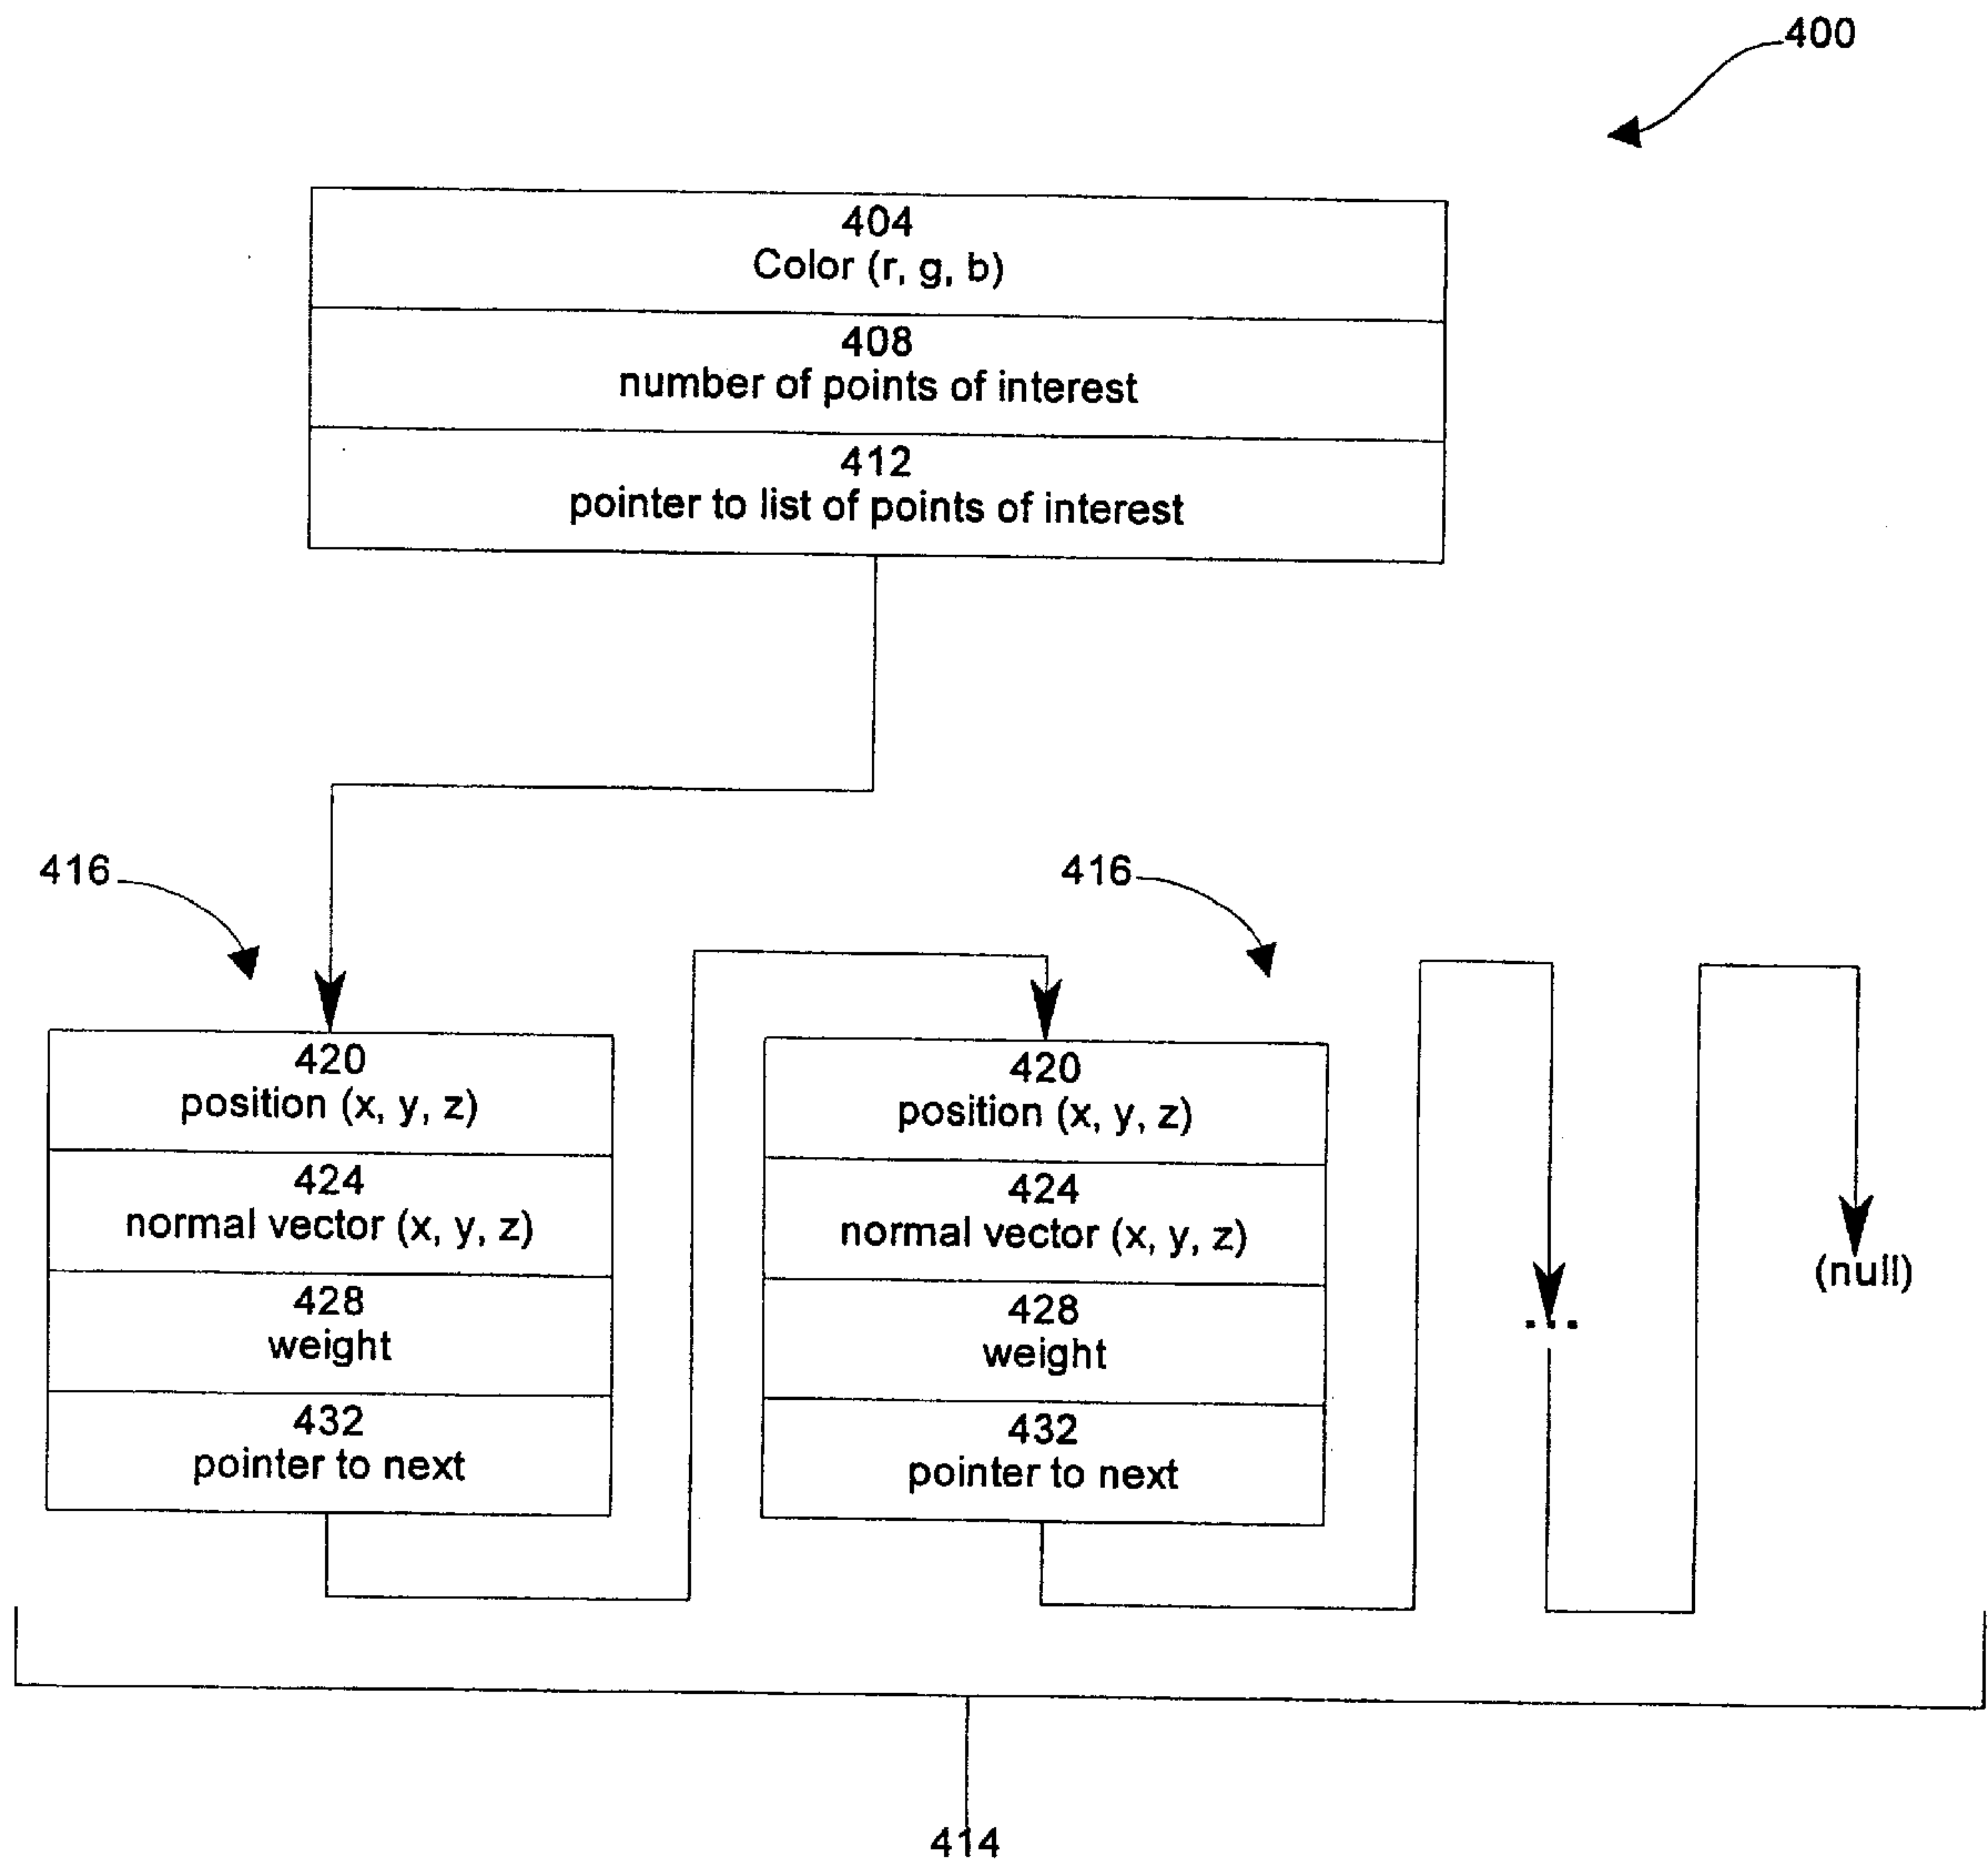 400
404
Color (r, g, b)
408
number of points of interest
412
pointer to list of points of interest
416
416
420
position (x, y, z)
424
normal vector (x, y, z)
428
weight
432
pointer to next
420
position (x, y, z)
424
normal vector (x, y, z)
428
weight
432
pointer to next
...
(null)
414